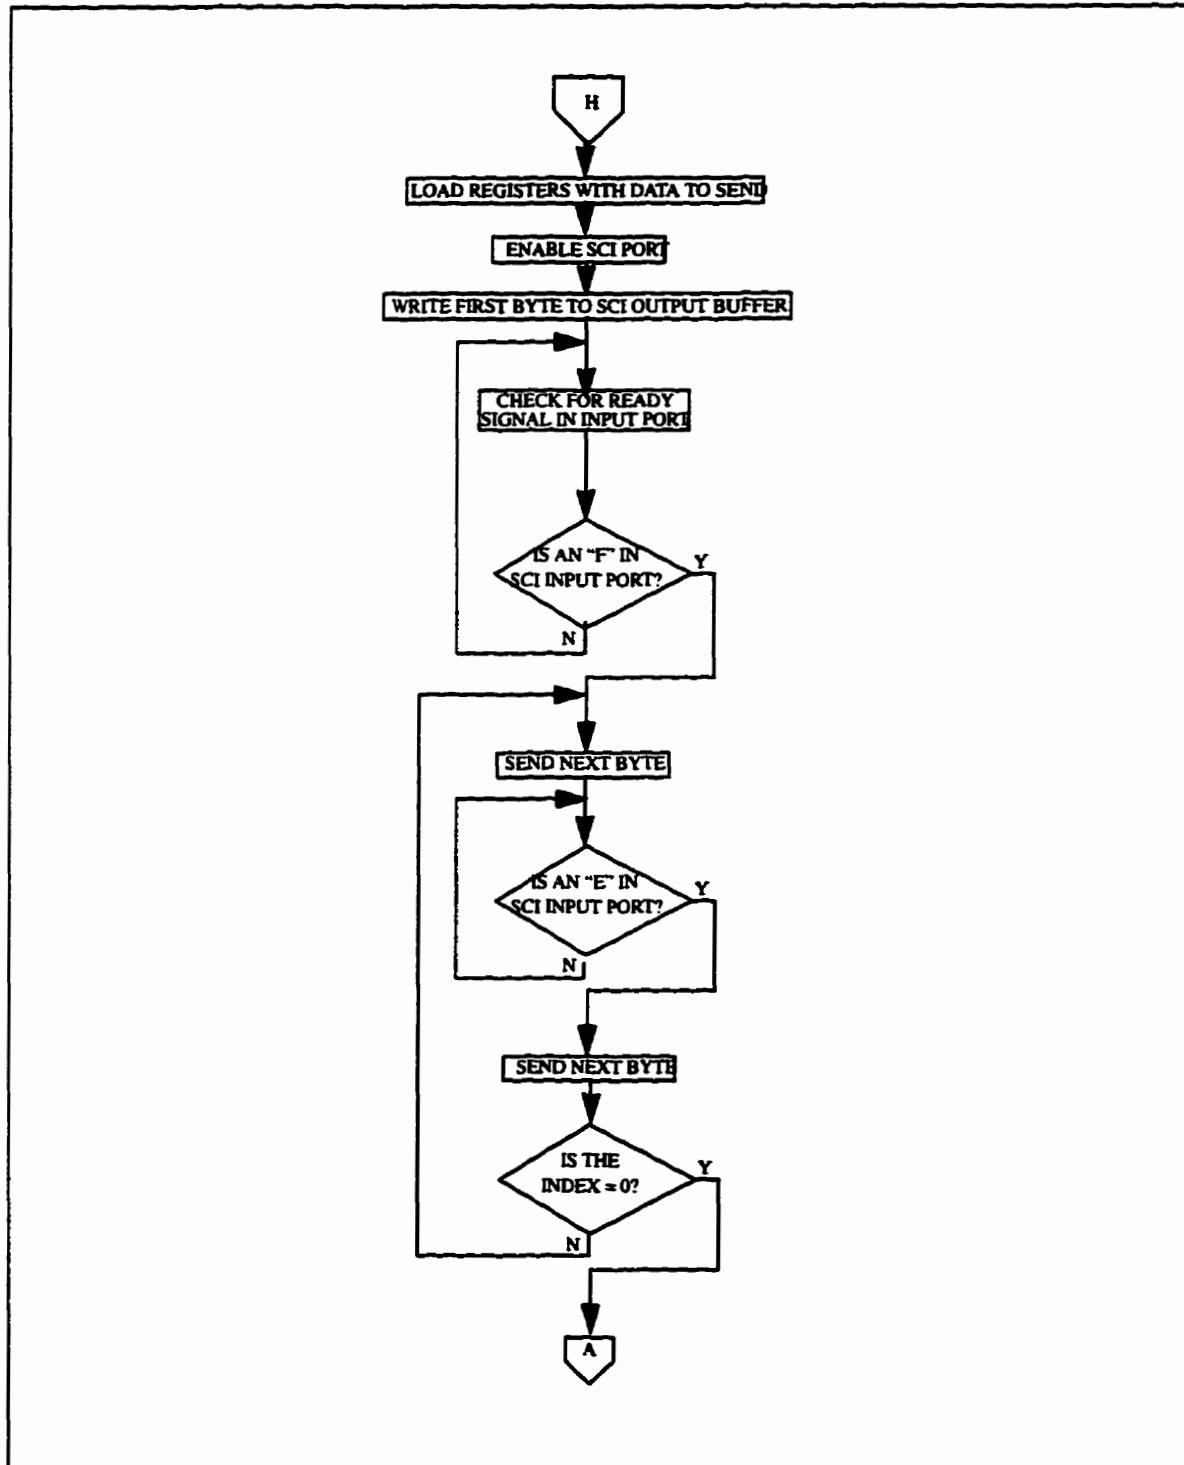 H
LOAD REGISTERS WITH DATA TO SEND
ENABLE SCI PORT
WRITE FIRST BYTE TO SCI OUTPUT BUFFER
CHECK FOR READY
SIGNAL IN INPUT PORT
IS AN "F" IN
SCI INPUT PORT?
Y
N
SEND NEXT BYTE
IS AN "E" IN
SCI INPUT PORT?
Y
N
SEND NEXT BYTE
IS THE
INDEX = 0?
Y
N
A